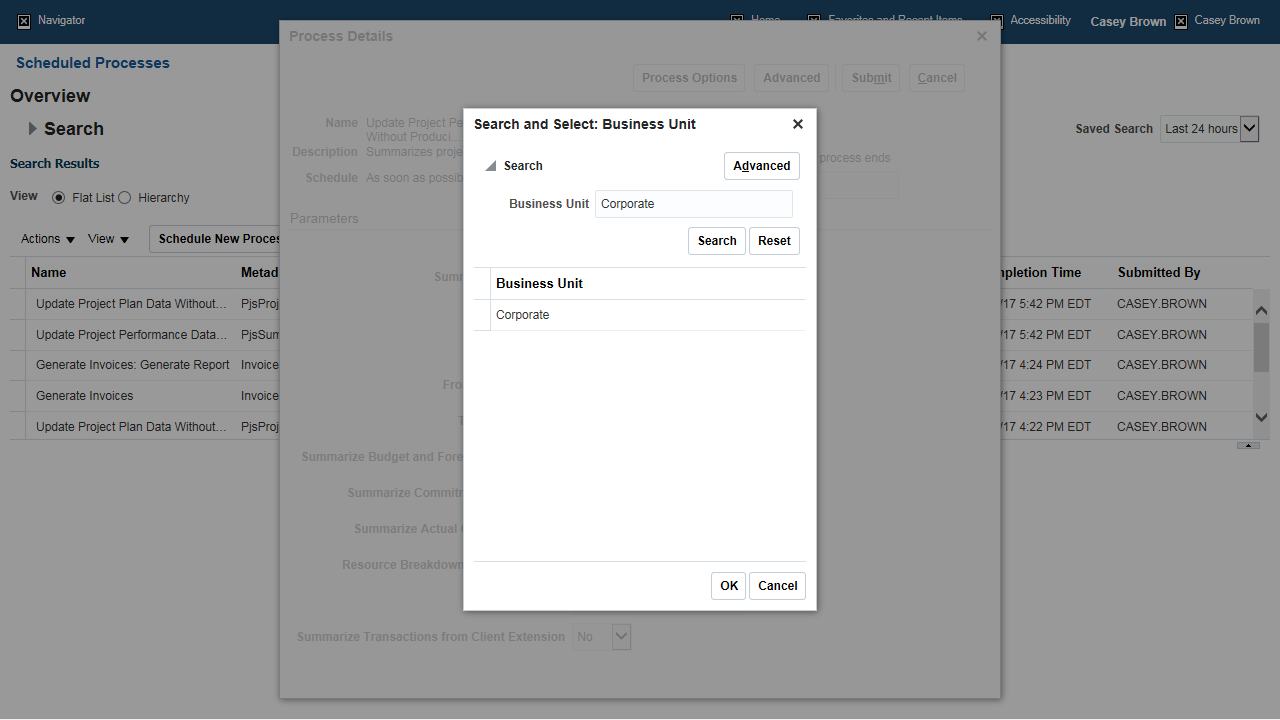 Navigator
Home
Favorites and Recent Items
Accessibility
Casey Brown
Casey Brown
Scheduled Processes
Overview
Search
Saved Search
Last 24 hours
Search Results
View
Flat List
Hierarchy
Actions
View
Schedule New Proces
Name
Metad
mpletion Time
Submitted By
Update Project Plan Data Without...
PjsProj
/17 5:42 PM EDT
CASEY.BROWN
Update Project Performance Data...
PjsSum
/17 5:42 PM EDT
CASEY.BROWN
Generate Invoices: Generate Report
Invoice
/17 4:24 PM EDT
CASEY.BROWN
Generate Invoices
Invoice
/17 4:23 PM EDT
CASEY.BROWN
Update Project Plan Data Without...
PjsProj
/17 4:22 PM EDT
CASEY.BROWN
Process Details
Process Options
Advanced
Submit
Cancel
Name
Update Project Pe
Without Produci...
Description
Summarizes proje
process ends
Schedule
As soon as possib
Parameters
Summ
Fro
T
Summarize Budget and Fore
Summarize Commitm
Summarize Actual
Resource Breakdown
Summarize Transactions from Client Extension
No
Search and Select: Business Unit
Search
Advanced
Business Unit
Corporate
Search
Reset
Business Unit
Corporate
OK
Cancel